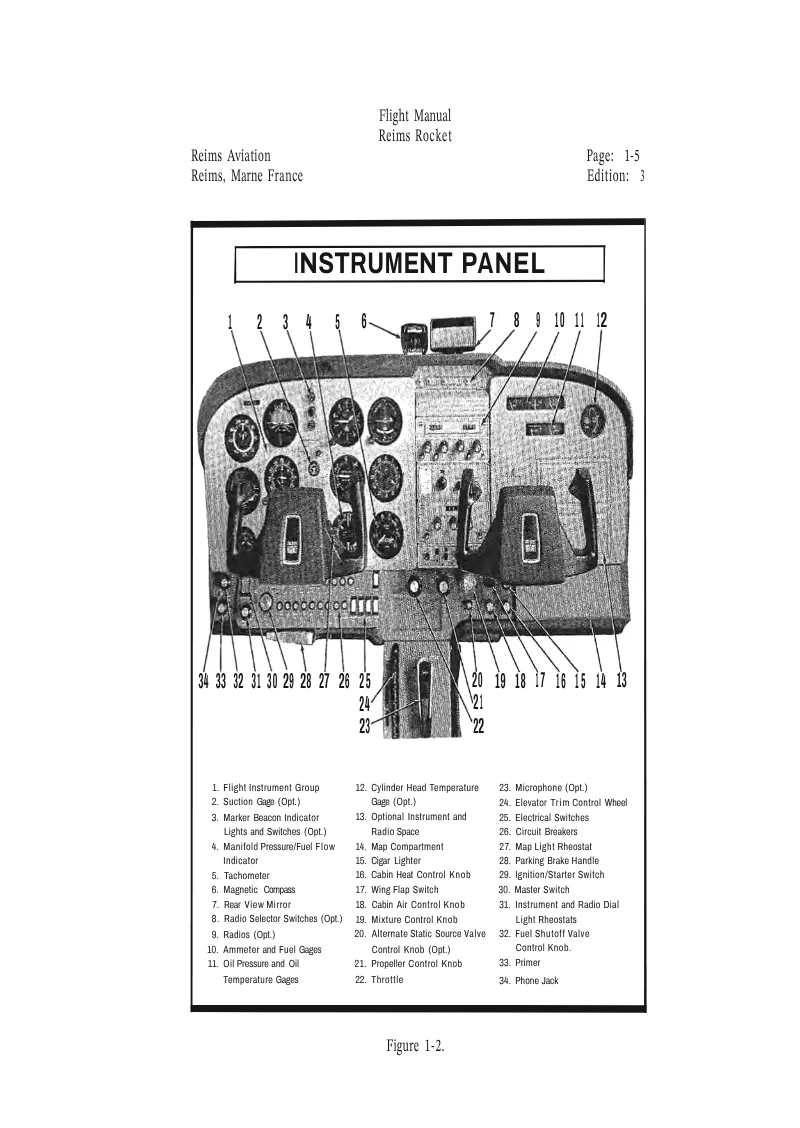 Flight Manual
Reims Rocket
Reims Aviation
Page: 1-5
Reims, Marne France
Edition: 3
INSTRUMENT PANEL
1 2 3 4 5 6 7 8 9 10 11 12
34 33 32 31 30 29 28 27 26 25 20 19 18 17 16 15 14 13
24 21
23 22
1. Flight Instrument Group
2. Suction Gage (Opt.)
3. Marker Beacon Indicator
Lights and Switches (Opt.)
4. Manifold Pressure/Fuel Flow
Indicator
5. Tachometer
6. Magnetic Compass
7. Rear View Mirror
8. Radio Selector Switches (Opt.)
9. Radios (Opt.)
10. Ammeter and Fuel Gages
11. Oil Pressure and Oil
Temperature Gages
12. Cylinder Head Temperature
Gage (Opt.)
13. Optional Instrument and
Radio Space
14. Map Compartment
15. Cigar Lighter
16. Cabin Heat Control Knob
17. Wing Flap Switch
18. Cabin Air Control Knob
19. Mixture Control Knob
20. Alternate Static Source Valve
Control Knob (Opt.)
21. Propeller Control Knob
22. Throttle
23. Microphone (Opt.)
24. Elevator Trim Control Wheel
25. Electrical Switches
26. Circuit Breakers
27. Map Light Rheostat
28. Parking Brake Handle
29. Ignition/Starter Switch
30. Master Switch
31. Instrument and Radio Dial
Light Rheostats
32. Fuel Shutoff Valve
Control Knob.
33. Primer
34. Phone Jack
Figure 1-2.